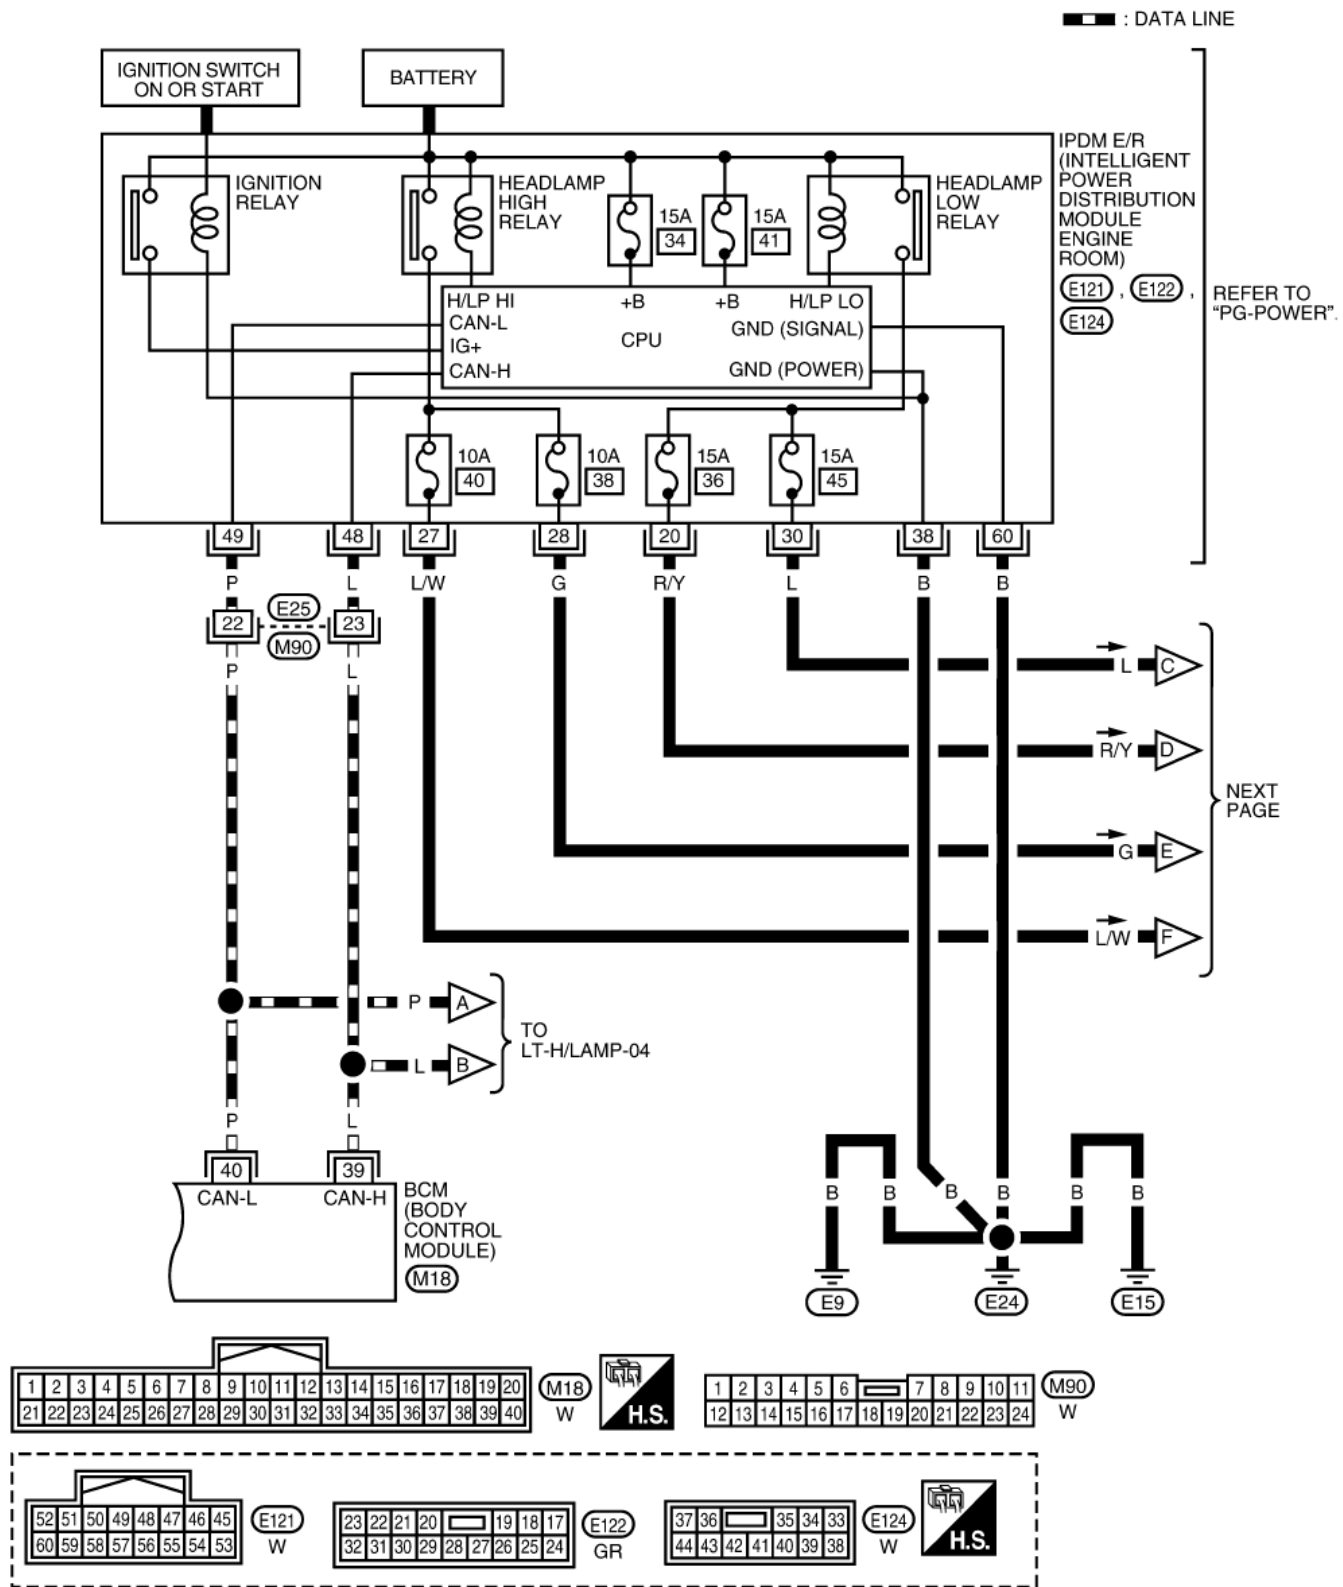 : DATA LINE
IGNITION SWITCH
ON OR START
BATTERY
IPDM E/R
(INTELLIGENT
POWER
DISTRIBUTION
MODULE
ENGINE
ROOM)
E121 , E122 ,
E124
REFER TO
“PG-POWER”.
IGNITION
RELAY
HEADLAMP
HIGH
RELAY
15A
34
15A
41
HEADLAMP
LOW
RELAY
H/LP HI
+B
+B
H/LP LO
CAN-L
IG+
CAN-H
CPU
GND (SIGNAL)
GND (POWER)
10A
40
10A
38
15A
36
15A
45
49 48 27 28 20 30 38 60
P L L/W G R/Y L B B
22 E25 23
M90
P L
L C
R/Y D
G E
L/W F
NEXT
PAGE
P A
L B
TO
LT-H/LAMP-04
P L
40 39
CAN-L CAN-H
BCM
(BODY
CONTROL
MODULE)
M18
B B B B B B
E9 E24 E15
1 2 3 4 5 6 7 8 9 10 11 12 13 14 15 16 17 18 19 20
21 22 23 24 25 26 27 28 29 30 31 32 33 34 35 36 37 38 39 40
M18
W
H.S.
1 2 3 4 5 6 7 8 9 10 11
12 13 14 15 16 17 18 19 20 21 22 23 24
M90
W
52 51 50 49 48 47 46 45
60 59 58 57 56 55 54 53
E121
W
23 22 21 20 19 18 17
32 31 30 29 28 27 26 25 24
E122
GR
37 36 35 34 33
44 43 42 41 40 39 38
E124
W
H.S.